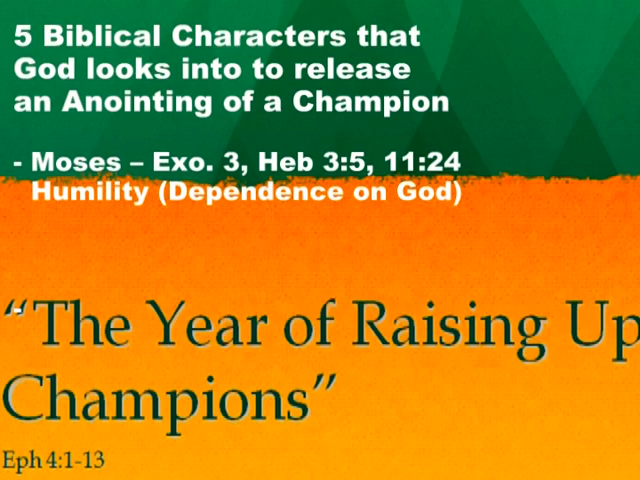 5 Biblical Characters that
God looks into to release
an Anointing of a Champion
- Moses – Exo. 3, Heb 3:5, 11:24
Humility (Dependence on God)
-
“The Year of Raising Up
Champions”
Eph 4:1-13